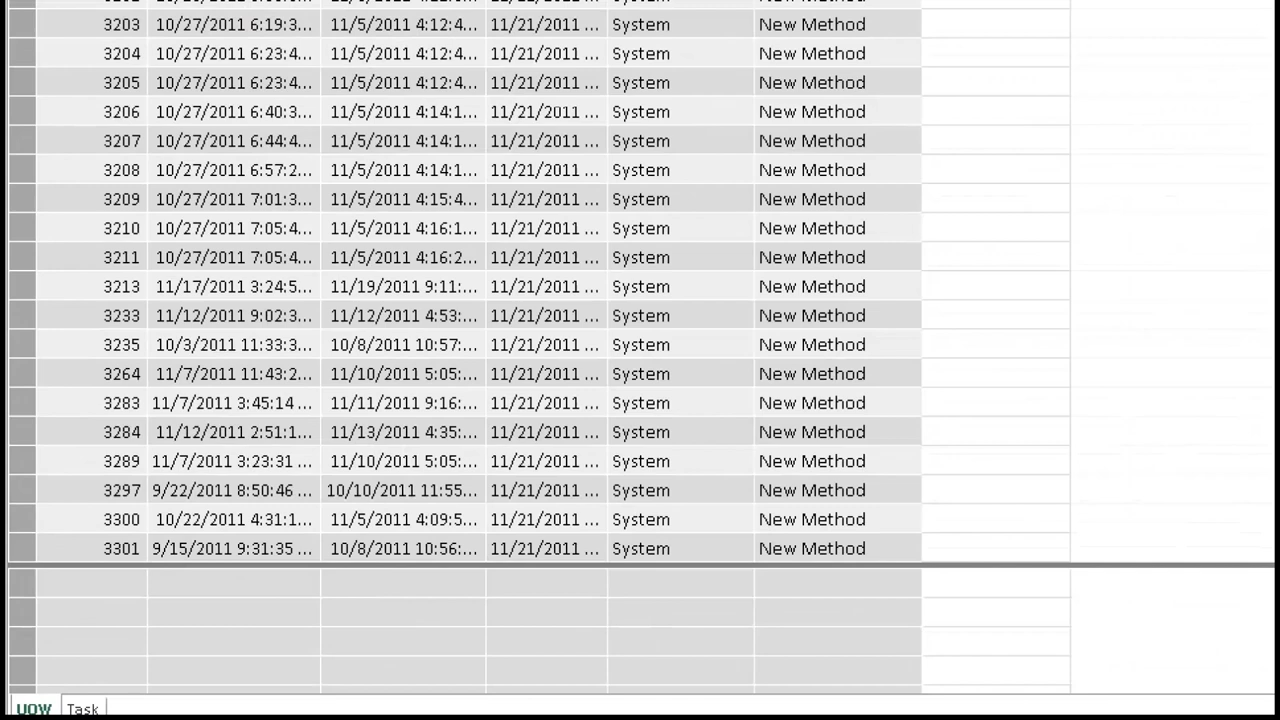 3203 10/27/2011 6:19:3... 11/5/2011 4:12:4... 11/21/2011 ... System New Method
3204 10/27/2011 6:23:4... 11/5/2011 4:12:4... 11/21/2011 ... System New Method
3205 10/27/2011 6:23:4... 11/5/2011 4:12:4... 11/21/2011 ... System New Method
3206 10/27/2011 6:40:3... 11/5/2011 4:14:1... 11/21/2011 ... System New Method
3207 10/27/2011 6:44:4... 11/5/2011 4:14:1... 11/21/2011 ... System New Method
3208 10/27/2011 6:57:2... 11/5/2011 4:14:1... 11/21/2011 ... System New Method
3209 10/27/2011 7:01:3... 11/5/2011 4:15:4... 11/21/2011 ... System New Method
3210 10/27/2011 7:05:4... 11/5/2011 4:16:1... 11/21/2011 ... System New Method
3211 10/27/2011 7:05:4... 11/5/2011 4:16:2... 11/21/2011 ... System New Method
3213 11/17/2011 3:24:5... 11/19/2011 9:11:... 11/21/2011 ... System New Method
3233 11/12/2011 9:02:3... 11/12/2011 4:53:... 11/21/2011 ... System New Method
3235 10/3/2011 11:33:3... 10/8/2011 10:57:... 11/21/2011 ... System New Method
3264 11/7/2011 11:43:2... 11/10/2011 5:05:... 11/21/2011 ... System New Method
3283 11/7/2011 3:45:14 ... 11/11/2011 9:16:... 11/21/2011 ... System New Method
3284 11/12/2011 2:51:1... 11/13/2011 4:35:... 11/21/2011 ... System New Method
3289 11/7/2011 3:23:31 ... 11/10/2011 5:05:... 11/21/2011 ... System New Method
3297 9/22/2011 8:50:46 ... 10/10/2011 11:55... 11/21/2011 ... System New Method
3300 10/22/2011 4:31:1... 11/5/2011 4:09:5... 11/21/2011 ... System New Method
3301 9/15/2011 9:31:35 ... 10/8/2011 10:56:... 11/21/2011 ... System New Method
UOW Task